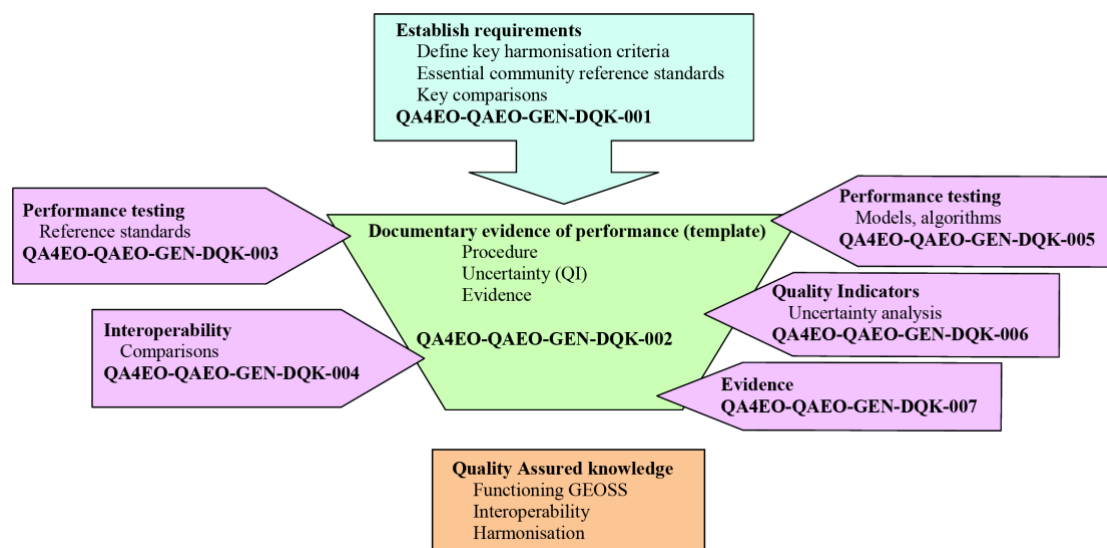 Establish requirements
Define key harmonisation criteria
Essential community reference standards
Key comparisons
QA4EO-QAEO-GEN-DQK-001
Performance testing
Reference standards
QA4EO-QAEO-GEN-DQK-003
Interoperability
Comparisons
QA4EO-QAEO-GEN-DQK-004
Documentary evidence of performance (template)
Procedure
Uncertainty (QI)
Evidence
QA4EO-QAEO-GEN-DQK-002
Performance testing
Models, algorithms
QA4EO-QAEO-GEN-DQK-005
Quality Indicators
Uncertainty analysis
QA4EO-QAEO-GEN-DQK-006
Evidence
QA4EO-QAEO-GEN-DQK-007
Quality Assured knowledge
Functioning GEOSS
Interoperability
Harmonisation